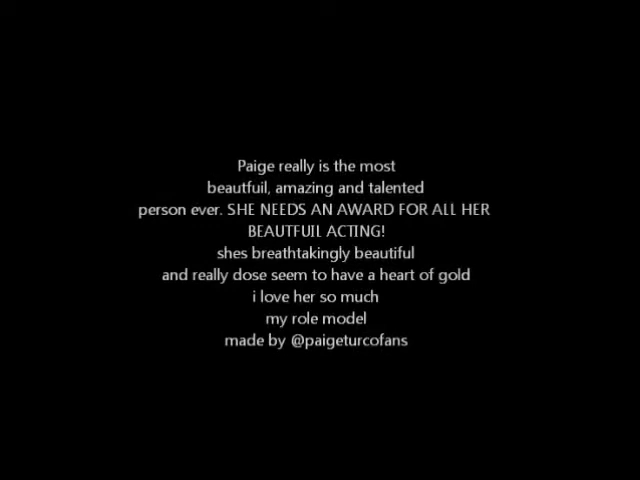 Paige really is the most
beautfuil, amazing and talented
person ever. SHE NEEDS AN AWARD FOR ALL HER
BEAUTFUIL ACTING!
shes breathtakingly beautiful
and really dose seem to have a heart of gold
i love her so much
my role model
made by @paigeturcofans